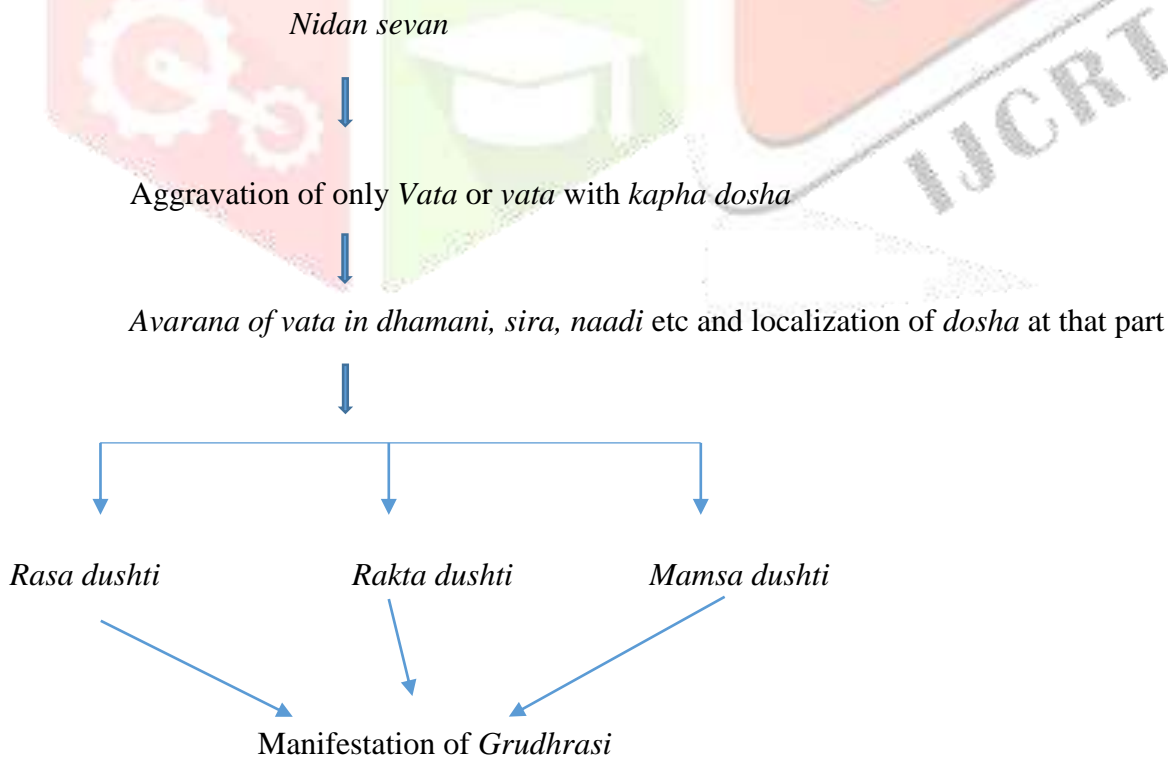 Nidan sevan
IJCRT
Aggravation of only Vata or vata with kapha dosha
Avarana of vata in dhamani, sira, naadi etc and localization of dosha at that part
Rasa dushti Rakta dushti Mamsa dushti
Manifestation of Grudhrasi